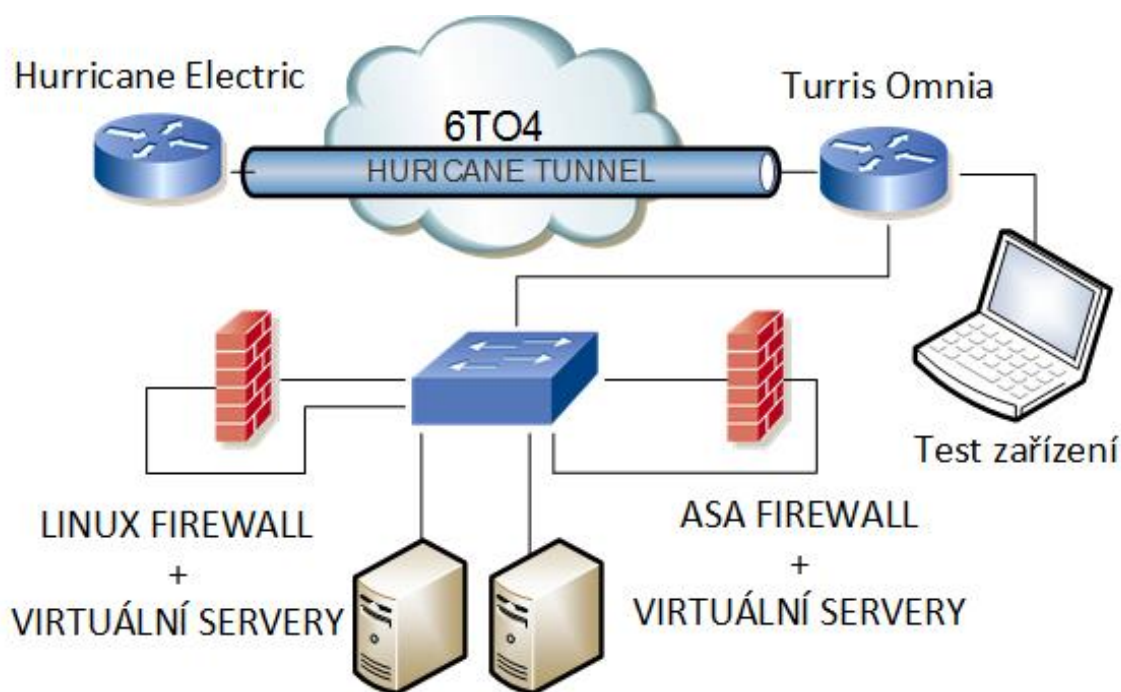 Hurricane Electric
Turris Omnia
6TO4
HURICANE TUNNEL
Test zařízení
LINUX FIREWALL
+
VIRTUÁLNÍ SERVERY
ASA FIREWALL
+
VIRTUÁLNÍ SERVERY